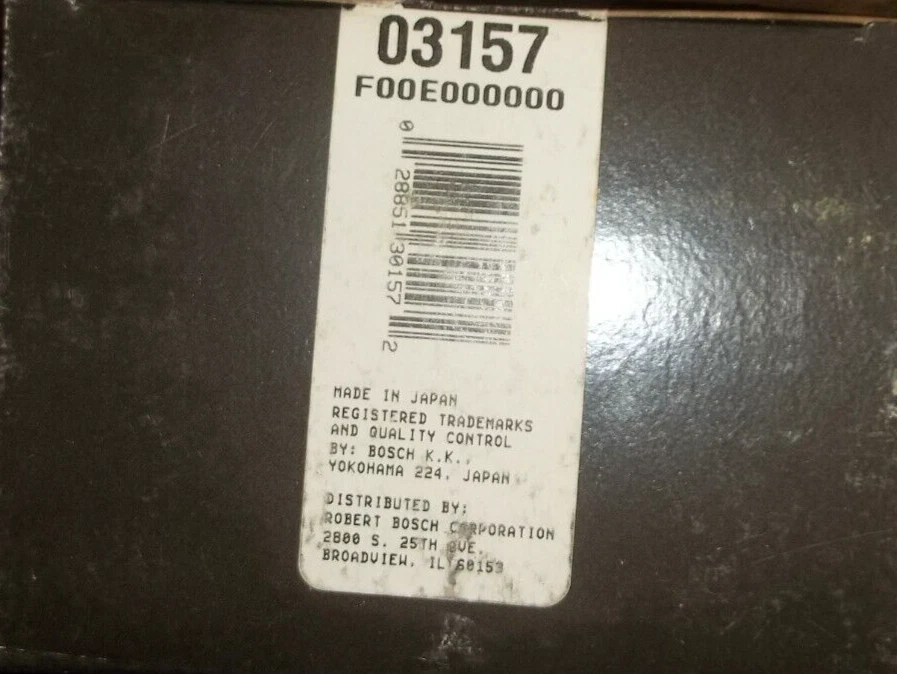 03157
F00E000000
0 28851 30157 2
MADE IN JAPAN
REGISTERED TRADEMARKS
AND QUALITY CONTROL
BY: BOSCH K.K.,
YOKOHAMA 224, JAPAN
DISTRIBUTED BY:
ROBERT BOSCH CORPORATION
2800 S. 25TH AVE.
BROADVIEW, IL 60153